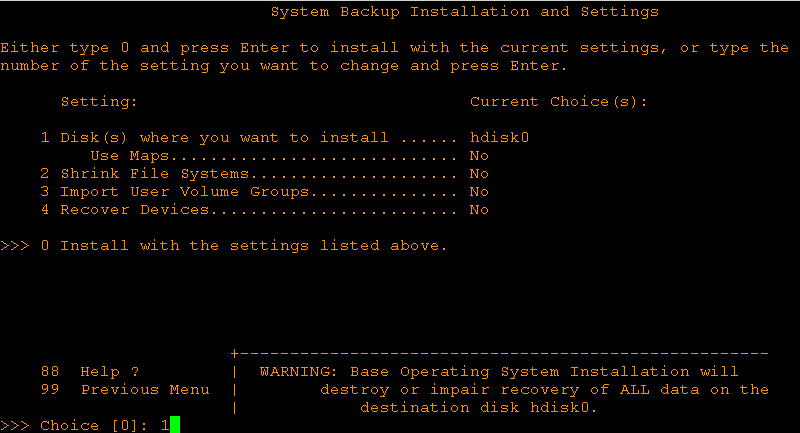 System Backup Installation and Settings
Either type 0 and press Enter to install with the current settings, or type the
number of the setting you want to change and press Enter.
Setting: Current Choice(s):
1 Disk(s) where you want to install ...... hdisk0
Use Maps............................. No
2 Shrink File Systems..................... No
3 Import User Volume Groups............... No
4 Recover Devices......................... No
>>> 0 Install with the settings listed above.
+-----------------------------------------------------
88 Help ? | WARNING: Base Operating System Installation will
99 Previous Menu | destroy or impair recovery of ALL data on the
| destination disk hdisk0.
>>> Choice [0]: 1